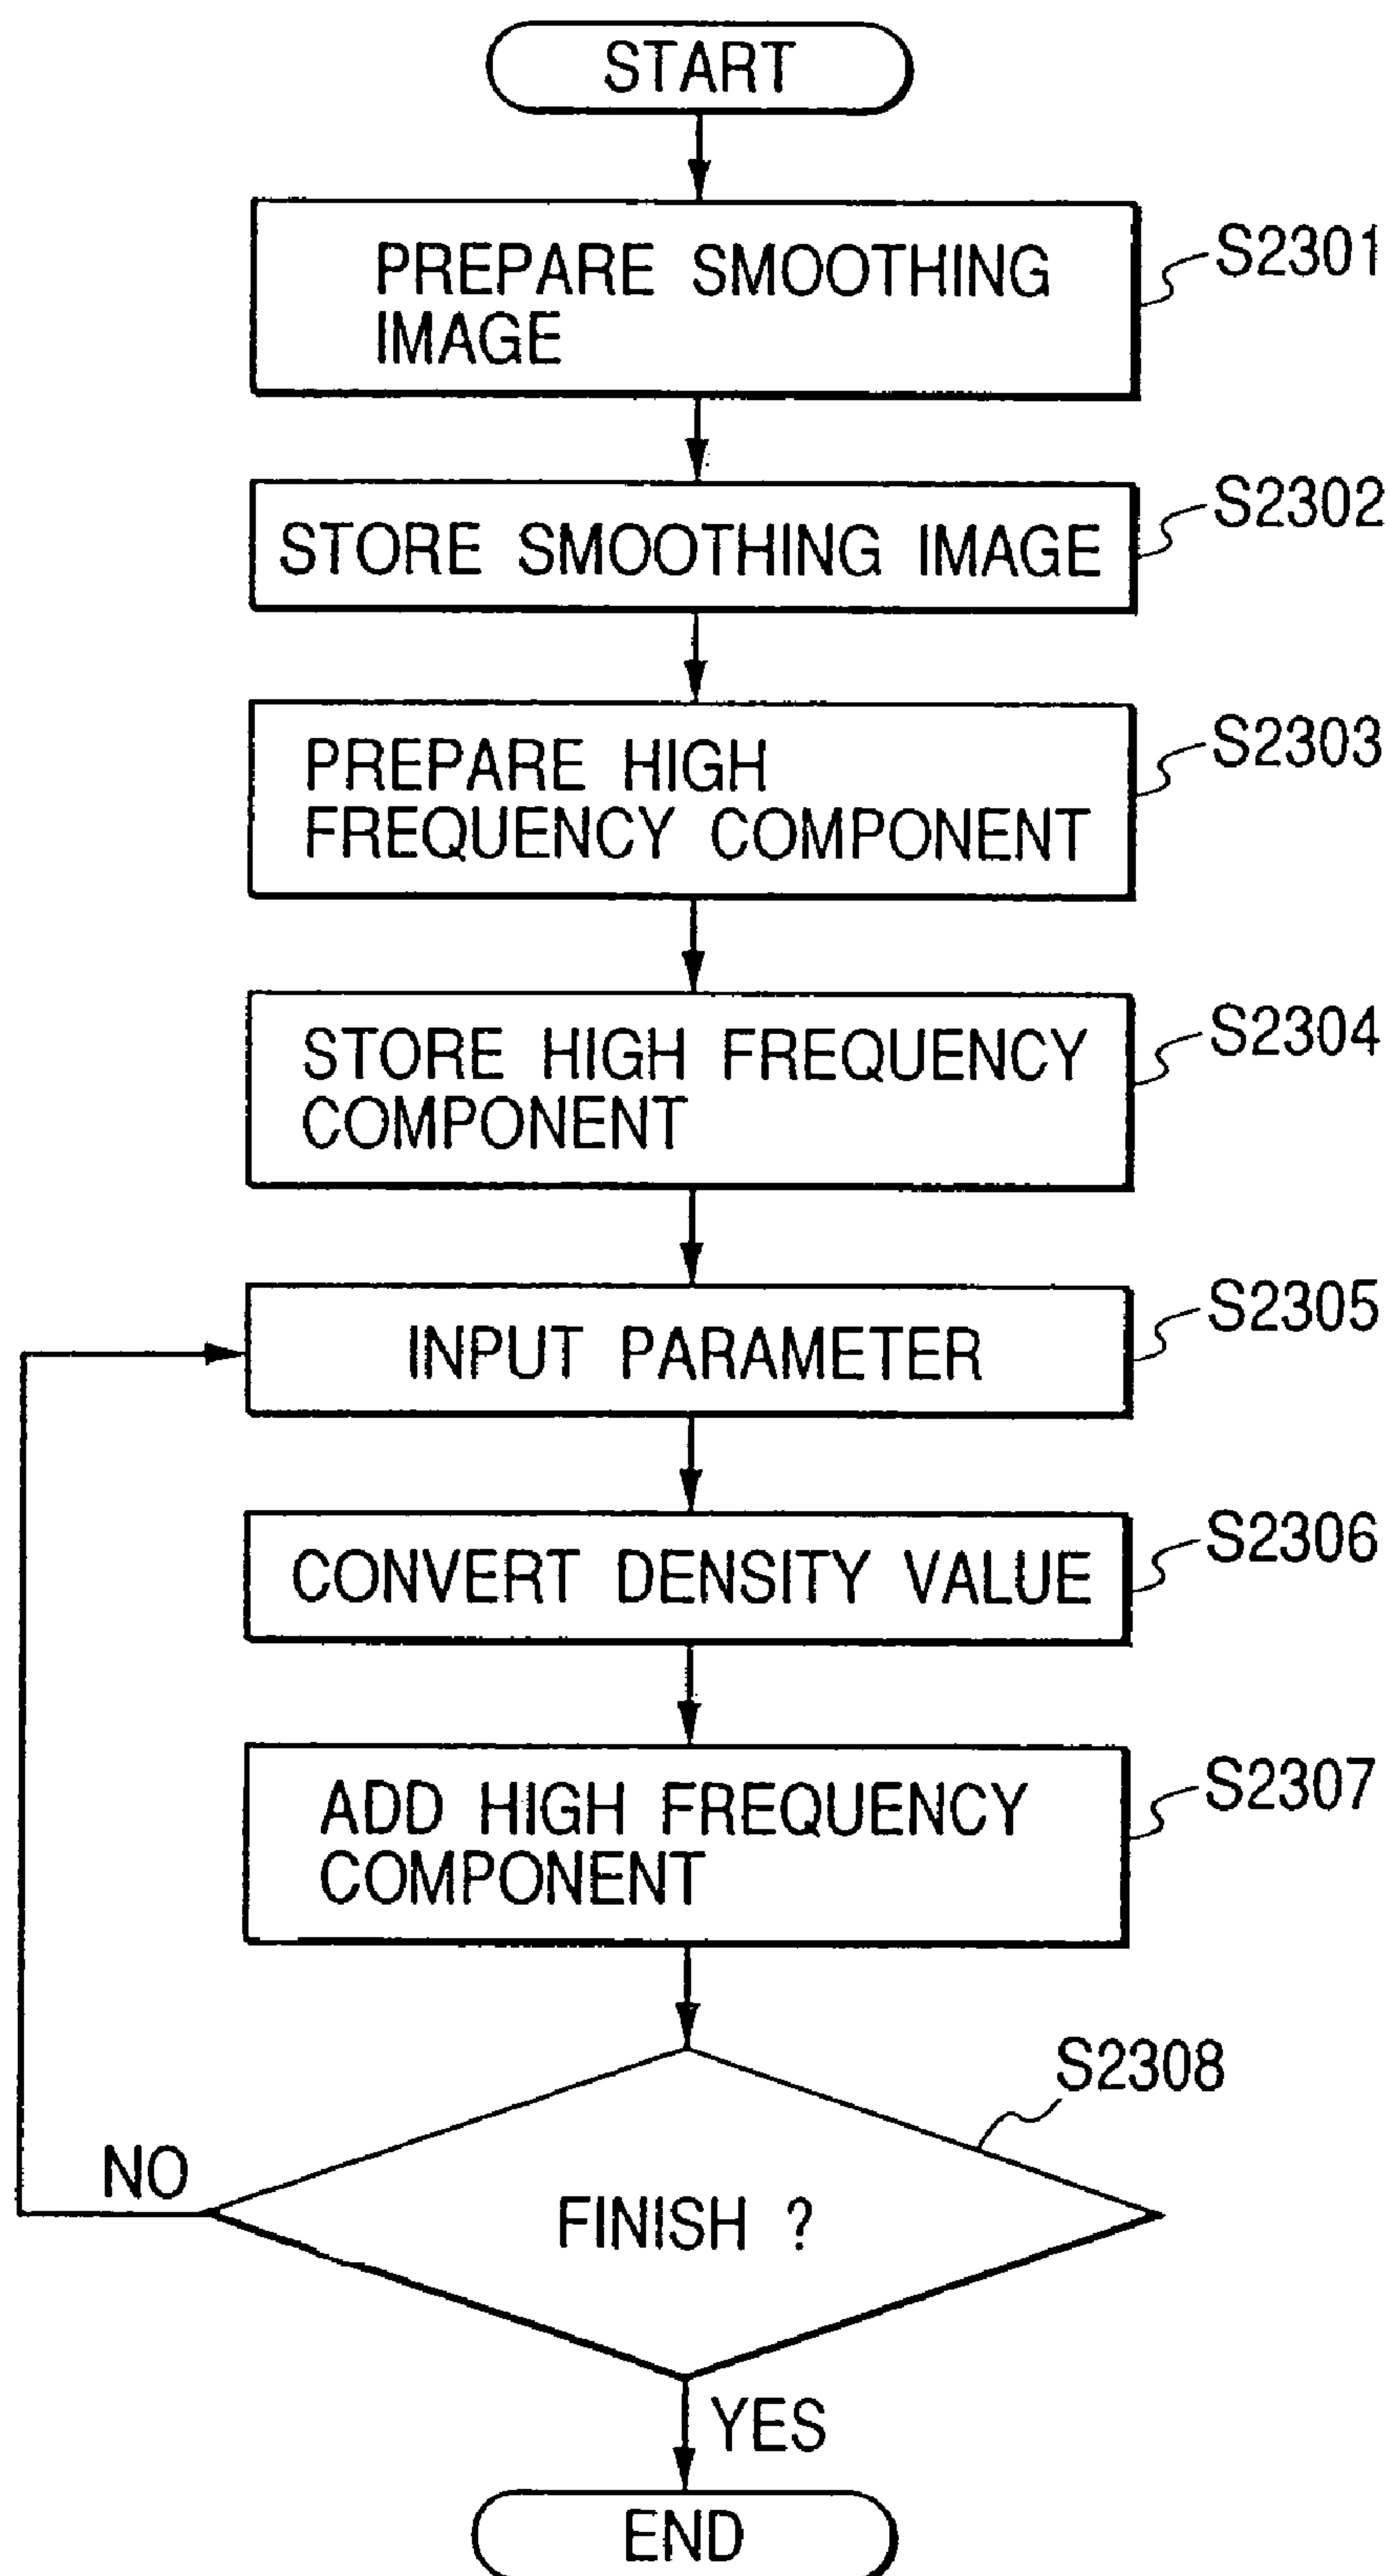 START
PREPARE SMOOTHING
IMAGE
S2301
STORE SMOOTHING IMAGE
S2302
PREPARE HIGH
FREQUENCY COMPONENT
S2303
STORE HIGH FREQUENCY
COMPONENT
S2304
INPUT PARAMETER
S2305
CONVERT DENSITY VALUE
S2306
ADD HIGH FREQUENCY
COMPONENT
S2307
S2308
NO
FINISH ?
YES
END